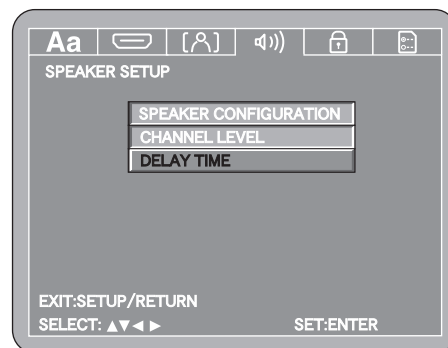 Aa
SPEAKER SETUP
SPEAKER CONFIGURATION
CHANNEL LEVEL
DELAY TIME
EXIT:SETUP/RETURN
SELECT: ▲▼◄ ► SET:ENTER